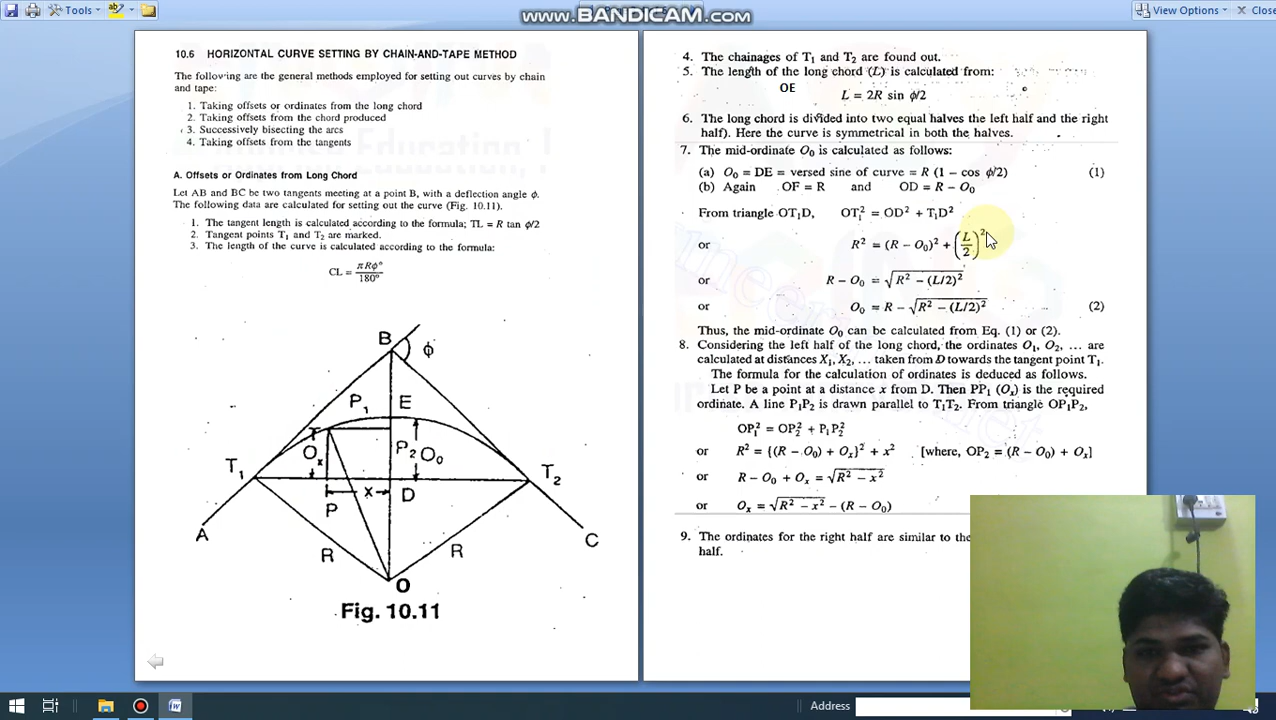 Tools
www.BANDICAM.com
View Options
Close
10.6 HORIZONTAL CURVE SETTING BY CHAIN-AND-TAPE METHOD
The following are the general methods employed for setting out curves by chain
and tape:
1. Taking offsets or ordinates from the long chord
2. Taking offsets from the chord produced
3. Successively bisecting the arcs
4. Taking offsets from the tangents
A. Offsets or Ordinates from Long Chord
Let AB and BC be two tangents meeting at a point B, with a deflection angle ϕ.
The following data are calculated for setting out the curve (Fig. 10.11).
1. The tangent length is calculated according to the formula; TL = R tan ϕ/2
2. Tangent points T₁ and T₂ are marked.
3. The length of the curve is calculated according to the formula:
CL = πRϕ°/180°
B
ϕ
P₁
E
Oₓ
P₂
O₀
T₁
T₂
x
D
P
A
C
R
R
O
Fig. 10.11
4. The chainages of T₁ and T₂ are found out.
5. The length of the long chord (L) is calculated from:
OE
L = 2R sin ϕ/2
6. The long chord is divided into two equal halves the left half and the right
half). Here the curve is symmetrical in both the halves.
7. The mid-ordinate O₀ is calculated as follows:
(a) O₀ = DE = versed sine of curve = R (1 − cos ϕ/2) (1)
(b) Again OF = R and OD = R − O₀
From triangle OT₁D, OT₁² = OD² + T₁D²
or R² = (R − O₀)² + (L/2)²
or R − O₀ = √(R² − (L/2)²)
or O₀ = R − √(R² − (L/2)²) (2)
Thus, the mid-ordinate O₀ can be calculated from Eq. (1) or (2).
8. Considering the left half of the long chord, the ordinates O₁, O₂, ... are
calculated at distances X₁, X₂, ... taken from D towards the tangent point T₁.
The formula for the calculation of ordinates is deduced as follows.
Let P be a point at a distance x from D. Then PP₁ (Oₓ) is the required
ordinate. A line P₁P₂ is drawn parallel to T₁T₂. From triangle OP₁P₂,
OP₁² = OP₂² + P₁P₂²
or R² = {(R − O₀) + Oₓ}² + x² [where, OP₂ = (R − O₀) + Oₓ]
or R − O₀ + Oₓ = √(R² − x²)
or Oₓ = √(R² − x²) − (R − O₀)
9. The ordinates for the right half are similar to the
half.
Address